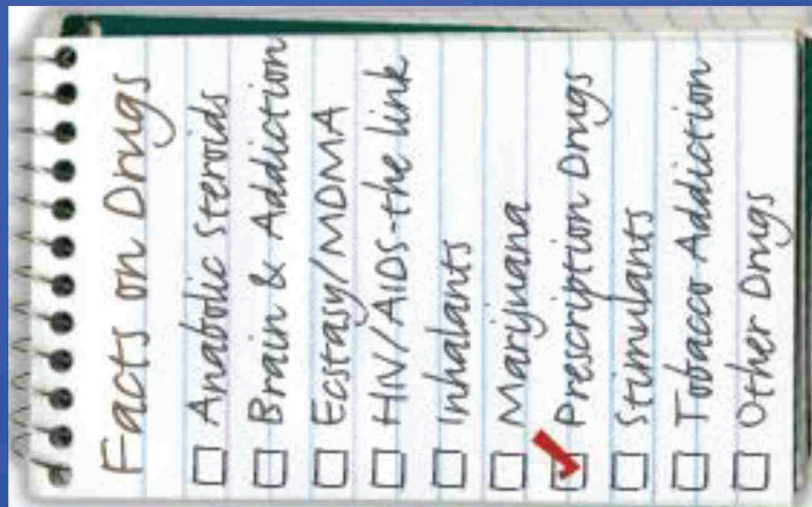 Facts on Drugs
Anabolic Steroids
Brain & Addiction
Ecstasy/MDMA
HIV/AIDS-the link
Inhalants
Marijuana
Prescription Drugs
Stimulants
Tobacco Addiction
Other Drugs